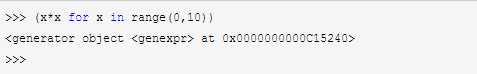 >>> (x*x for x in range(0,10))
<generator object <genexpr> at 0x0000000000C15240>
>>>